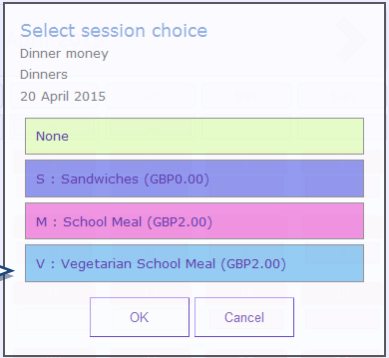 Select session choice
Dinner money
Dinners
20 April 2015
None
S : Sandwiches (GBP0.00)
M : School Meal (GBP2.00)
V : Vegetarian School Meal (GBP2.00)
OK Cancel